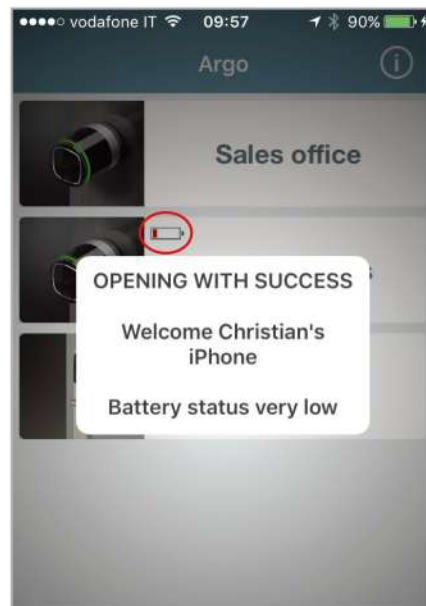 vodafone IT 09:57 90%
Argo
Sales office
OPENING WITH SUCCESS
Welcome Christian's
iPhone
Battery status very low